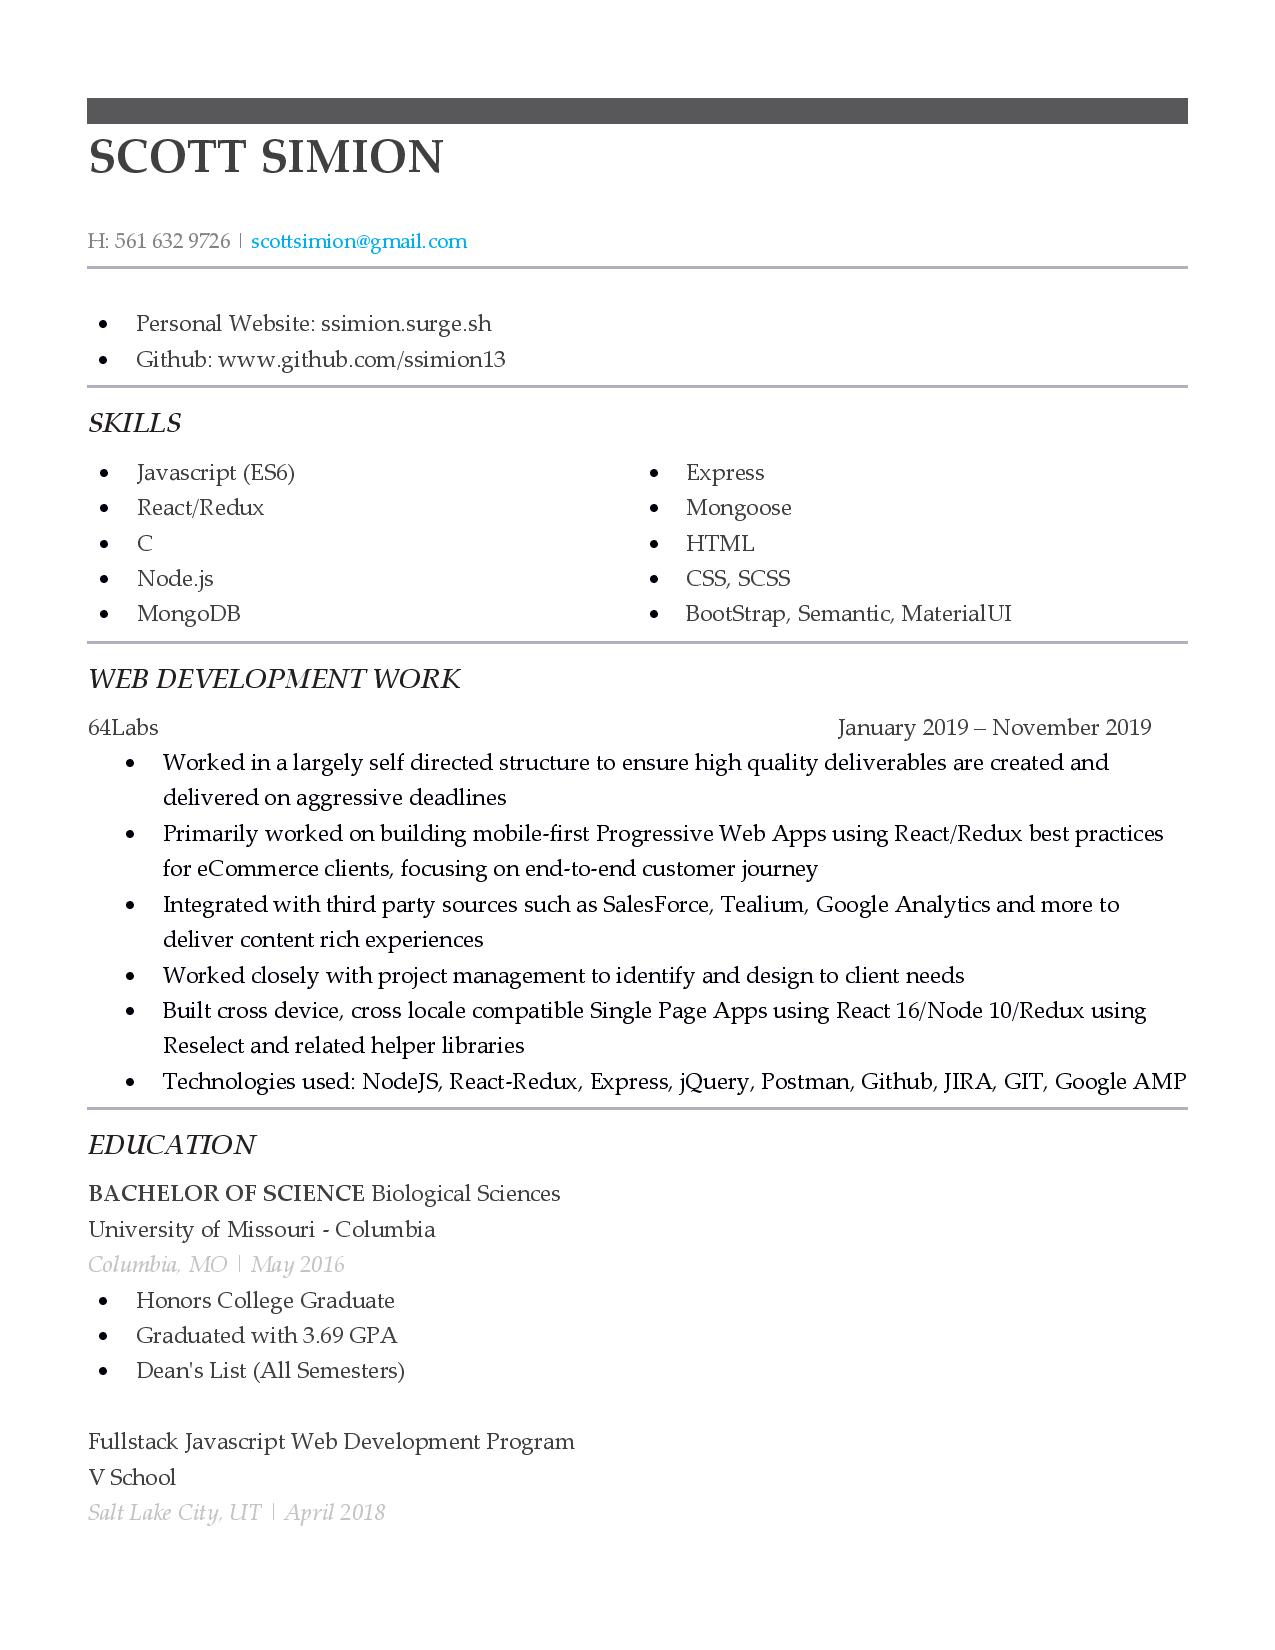 SCOTT SIMION
H: 561 632 9726 | scottsimion@gmail.com
• Personal Website: ssimion.surge.sh
• Github: www.github.com/ssimion13
SKILLS
• Javascript (ES6)
• React/Redux
• C
• Node.js
• MongoDB
• Express
• Mongoose
• HTML
• CSS, SCSS
• BootStrap, Semantic, MaterialUI
WEB DEVELOPMENT WORK
64Labs January 2019 – November 2019
• Worked in a largely self directed structure to ensure high quality deliverables are created and
delivered on aggressive deadlines
• Primarily worked on building mobile-first Progressive Web Apps using React/Redux best practices
for eCommerce clients, focusing on end-to-end customer journey
• Integrated with third party sources such as SalesForce, Tealium, Google Analytics and more to
deliver content rich experiences
• Worked closely with project management to identify and design to client needs
• Built cross device, cross locale compatible Single Page Apps using React 16/Node 10/Redux using
Reselect and related helper libraries
• Technologies used: NodeJS, React-Redux, Express, jQuery, Postman, Github, JIRA, GIT, Google AMP
EDUCATION
BACHELOR OF SCIENCE Biological Sciences
University of Missouri - Columbia
Columbia, MO | May 2016
• Honors College Graduate
• Graduated with 3.69 GPA
• Dean's List (All Semesters)
Fullstack Javascript Web Development Program
V School
Salt Lake City, UT | April 2018